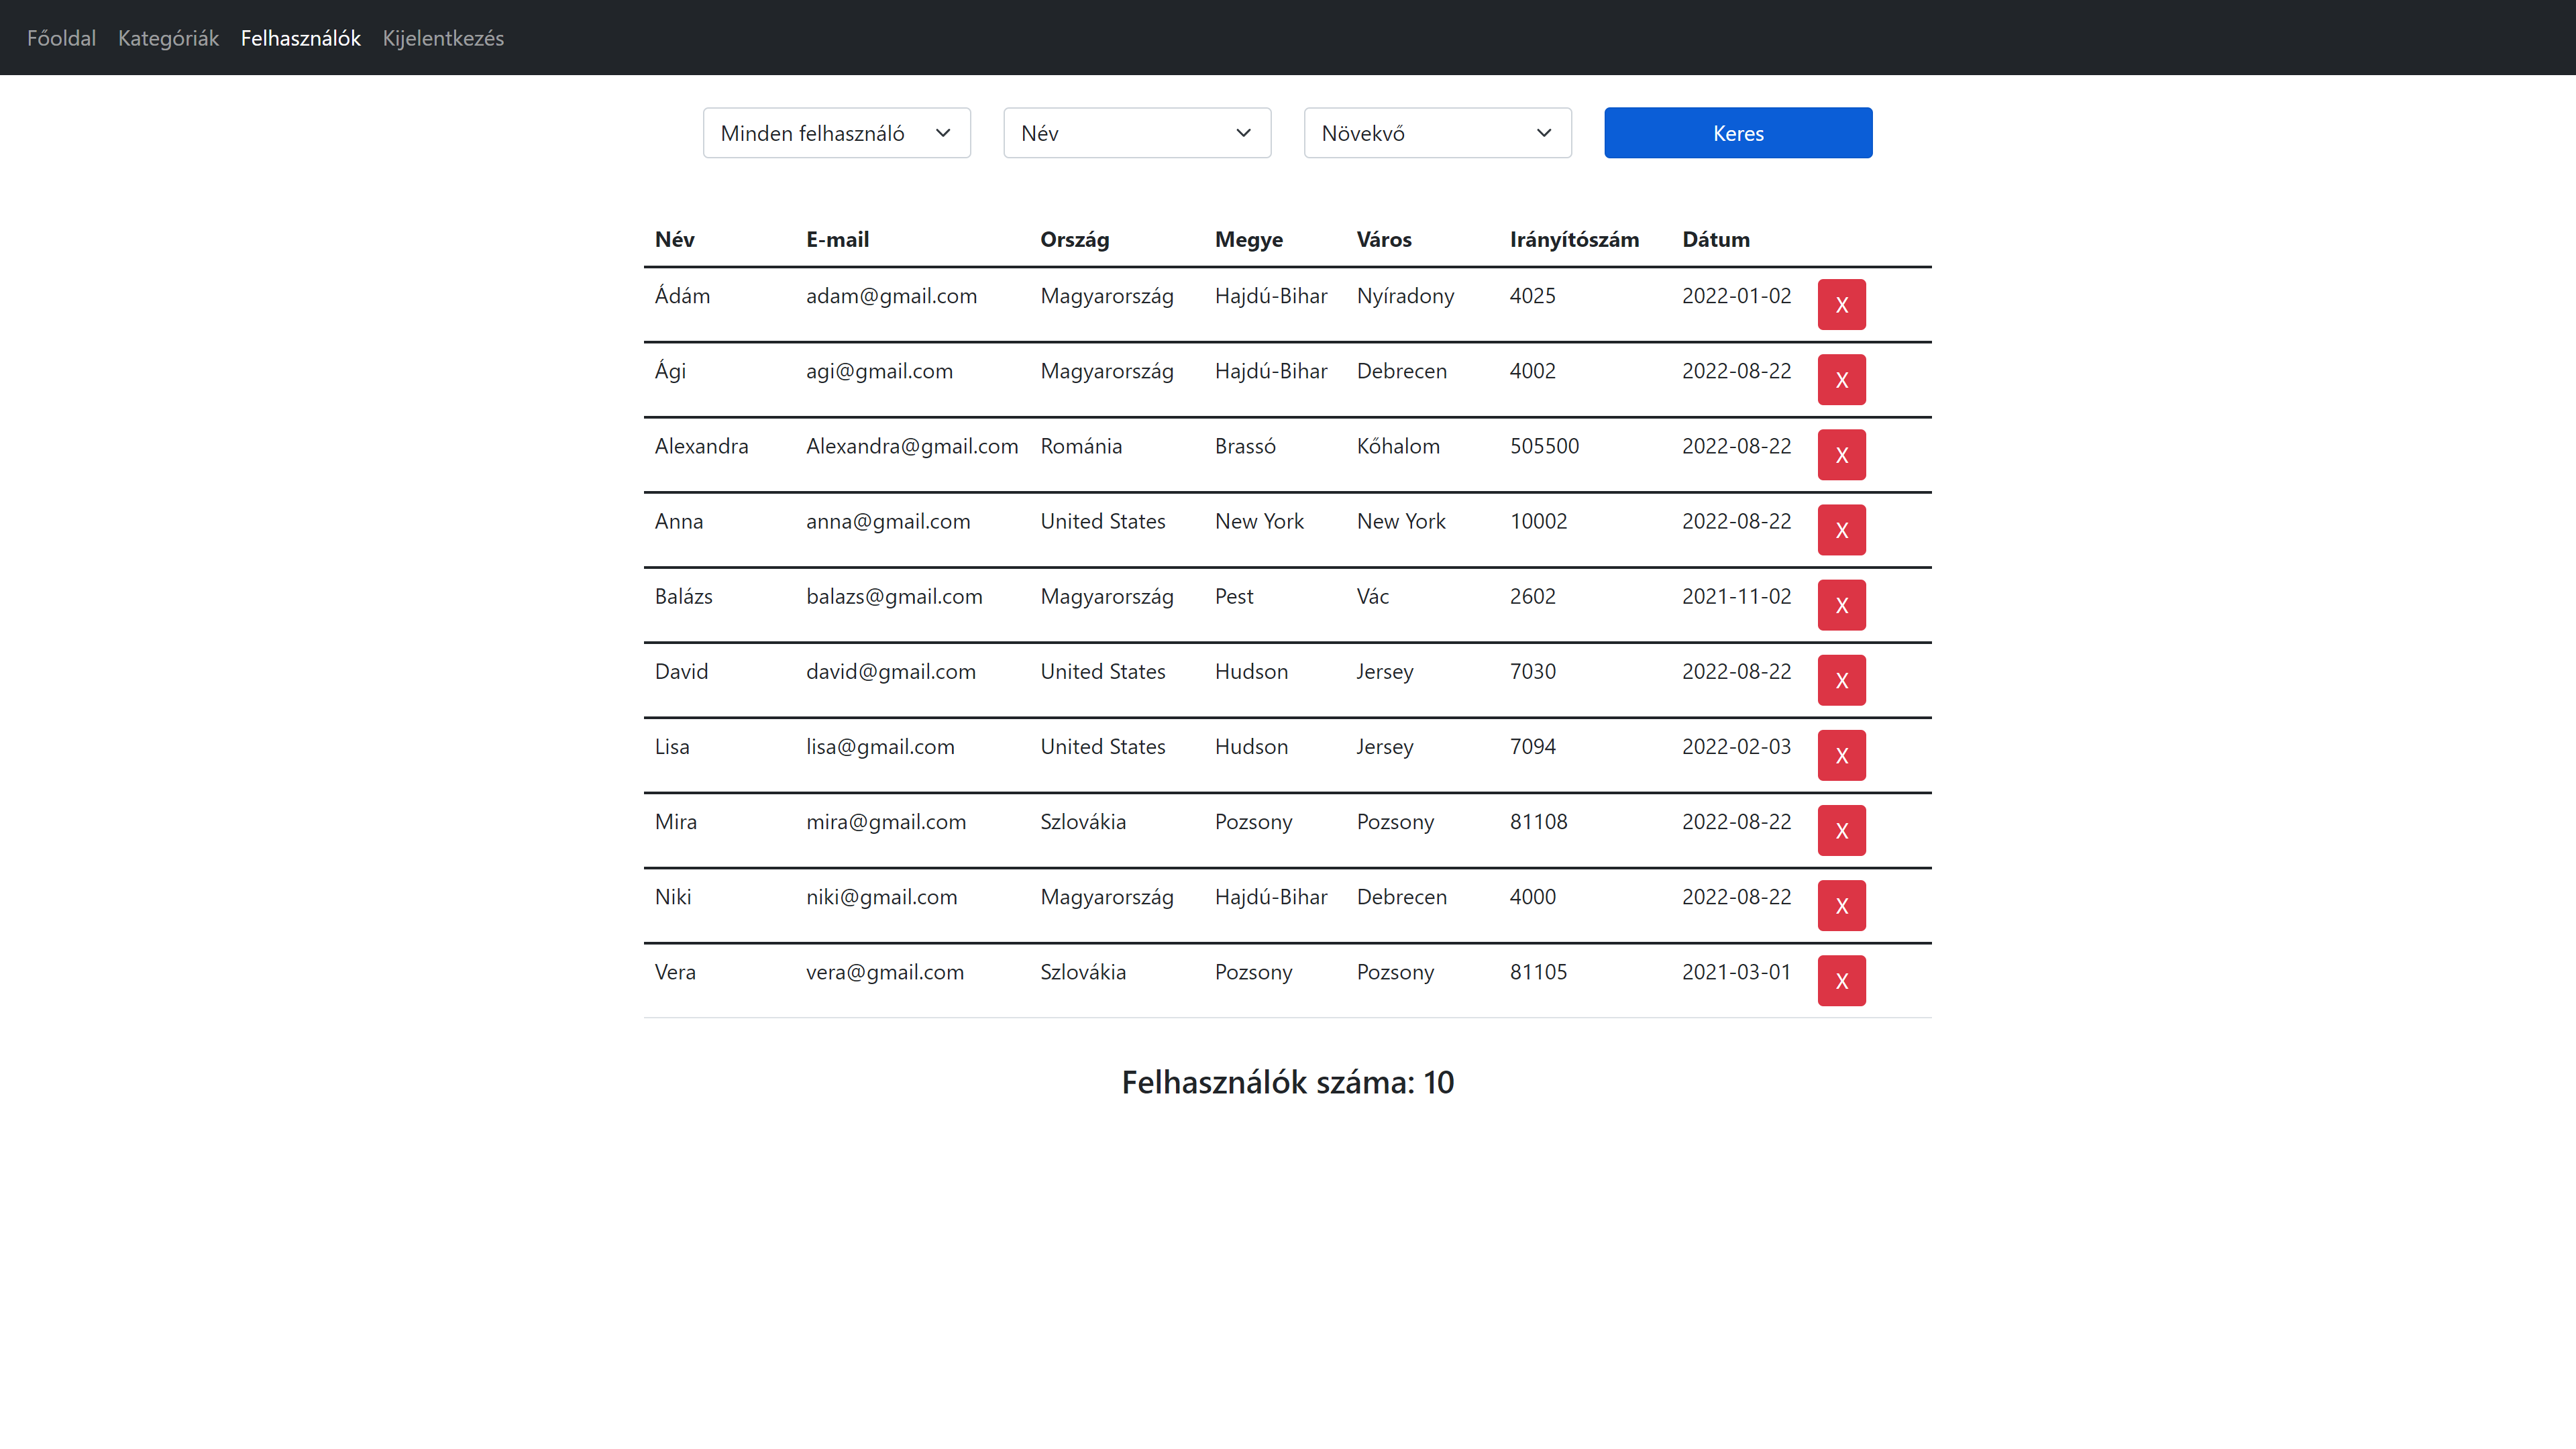 Főoldal Kategóriák Felhasználók Kijelentkezés
Minden felhasználó Név Növekvő Keres
Név E-mail Ország Megye Város Irányítószám Dátum
Ádám adam@gmail.com Magyarország Hajdú-Bihar Nyíradony 4025 2022-01-02 X
Ági agi@gmail.com Magyarország Hajdú-Bihar Debrecen 4002 2022-08-22 X
Alexandra Alexandra@gmail.com Románia Brassó Kőhalom 505500 2022-08-22 X
Anna anna@gmail.com United States New York New York 10002 2022-08-22 X
Balázs balazs@gmail.com Magyarország Pest Vác 2602 2021-11-02 X
David david@gmail.com United States Hudson Jersey 7030 2022-08-22 X
Lisa lisa@gmail.com United States Hudson Jersey 7094 2022-02-03 X
Mira mira@gmail.com Szlovákia Pozsony Pozsony 81108 2022-08-22 X
Niki niki@gmail.com Magyarország Hajdú-Bihar Debrecen 4000 2022-08-22 X
Vera vera@gmail.com Szlovákia Pozsony Pozsony 81105 2021-03-01 X
Felhasználók száma: 10